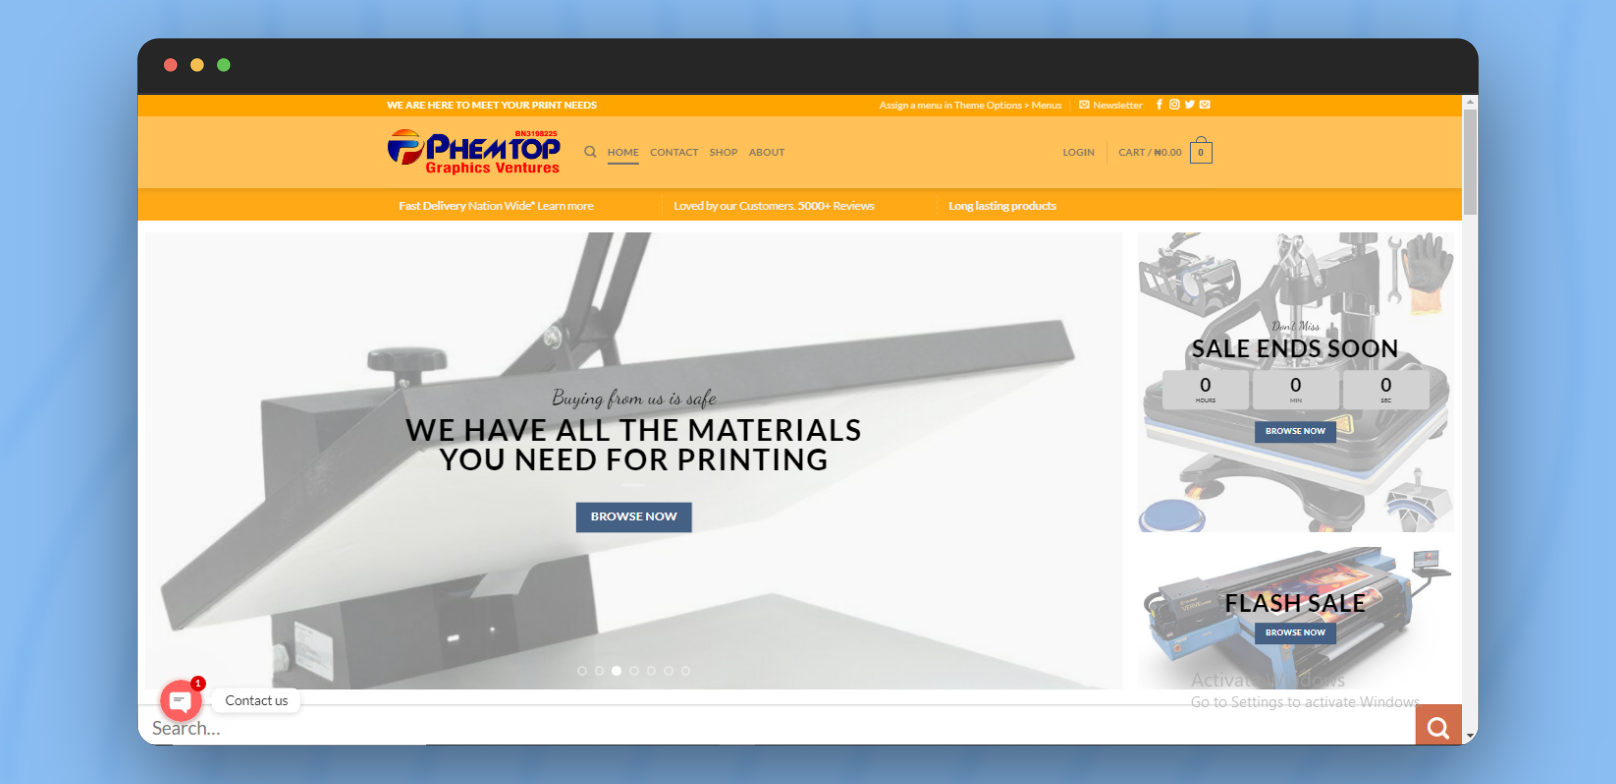 WE ARE HERE TO MEET YOUR PRINT NEEDS
Assign a menu in Theme Options > Menus
Newsletter
BN3198225
PHEMTOP
Graphics Ventures
HOME CONTACT SHOP ABOUT
LOGIN CART / ₦0.00 0
Fast Delivery Nation Wide* Learn more
Loved by our Customers. 5000+ Reviews
Long lasting products
Buying from us is safe
WE HAVE ALL THE MATERIALS
YOU NEED FOR PRINTING
BROWSE NOW
Don't Miss
SALE ENDS SOON
0 0 0
HOURS MIN SEC
BROWSE NOW
FLASH SALE
BROWSE NOW
Activate Windows
Go to Settings to activate Windows.
1
Contact us
Search...